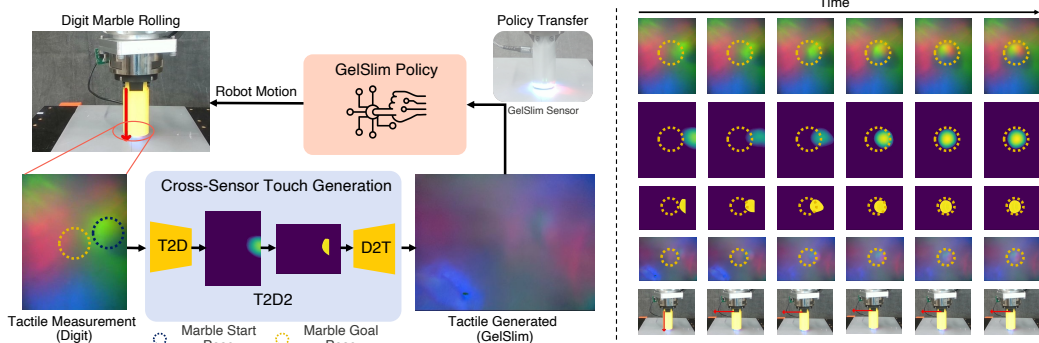 Digit Marble Rolling
Policy Transfer
GelSlim Policy
Robot Motion
GelSlim Sensor
Cross-Sensor Touch Generation
T2D
D2T
T2D2
Tactile Measurement
(Digit)
Marble Start
Marble Goal
Tactile Generated
(GelSlim)
Time